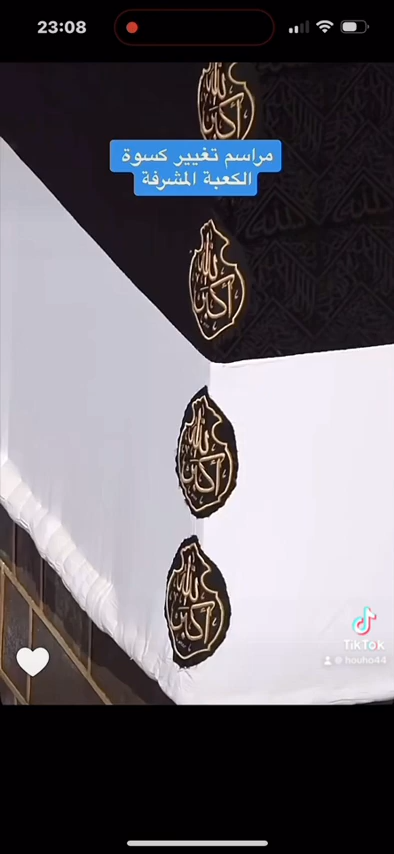 23:08
الله أكبر
مراسم تغيير كسوة
الكعبة المشرفة
الله أكبر
الله أكبر
الله أكبر
TikTok
@ houho44